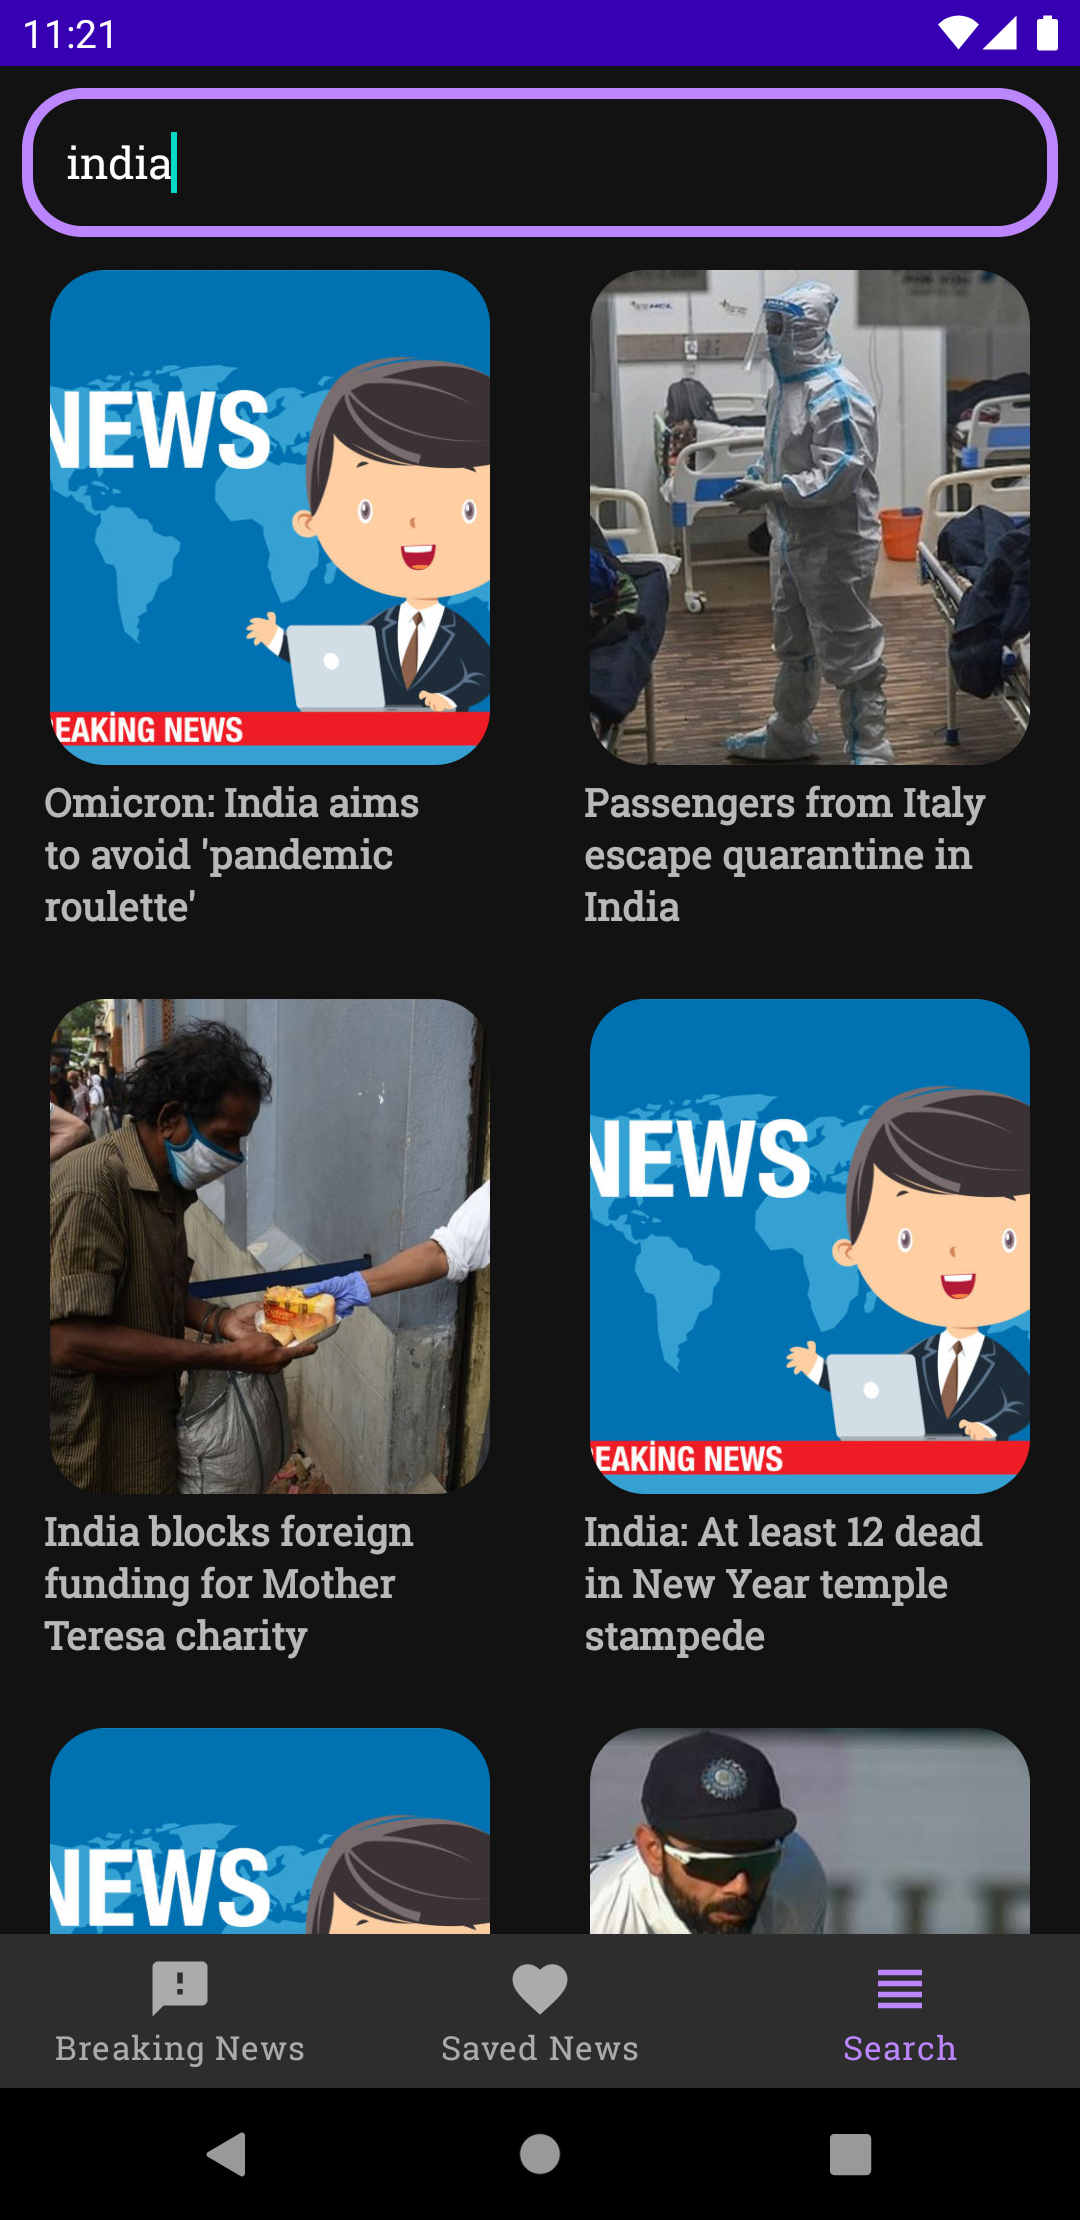 11:21
india
NEWS
EAKİNG NEWS
HCL
Omicron: India aims
to avoid 'pandemic
roulette'
Passengers from Italy
escape quarantine in
India
NEWS
EAKİNG NEWS
India blocks foreign
funding for Mother
Teresa charity
India: At least 12 dead
in New Year temple
stampede
NEWS
Breaking News
Saved News
Search